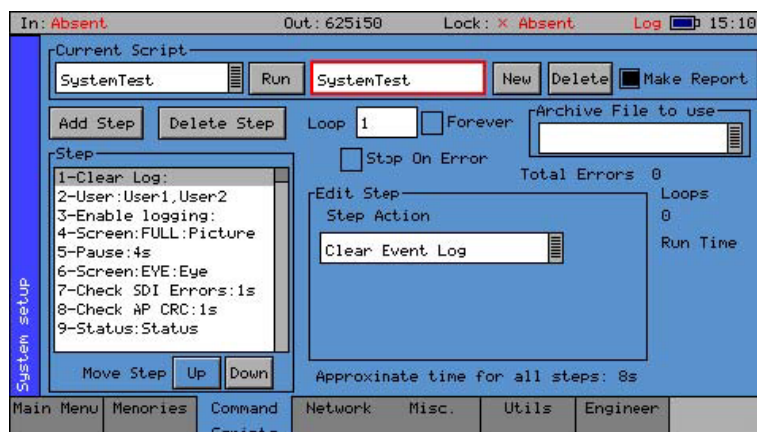 In: Absent Out: 625i50 Lock: × Absent Log 15:10
Current Script
SystemTest Run SystemTest New Delete Make Report
Add Step Delete Step Loop 1 Forever Archive File to use
Stop On Error
Total Errors 0
Step
1-Clear Log:
2-User:User1,User2
3-Enable logging:
4-Screen:FULL:Picture
5-Pause:4s
6-Screen:EYE:Eye
7-Check SDI Errors:1s
8-Check AP CRC:1s
9-Status:Status
Move Step Up Down
Edit Step
Step Action
Clear Event Log
Loops
0
Run Time
Approximate time for all steps: 8s
System setup
Main Menu Memories Command Scripts Network Misc. Utils Engineer